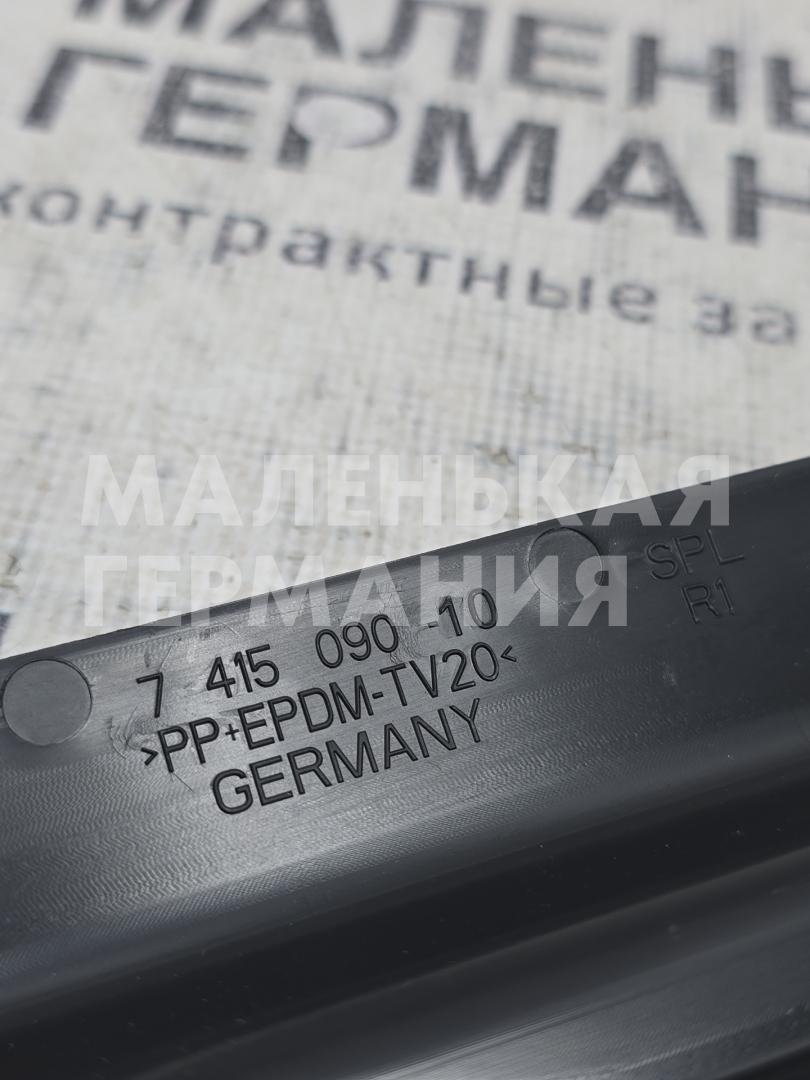 МАЛЕНЬ
ГЕРМАН
контрактные за
МАЛЕНЬКАЯ
ГЕРМАНИЯ
SPL
R1
7 415 090 -10
>PP+EPDM-TV20<
GERMANY